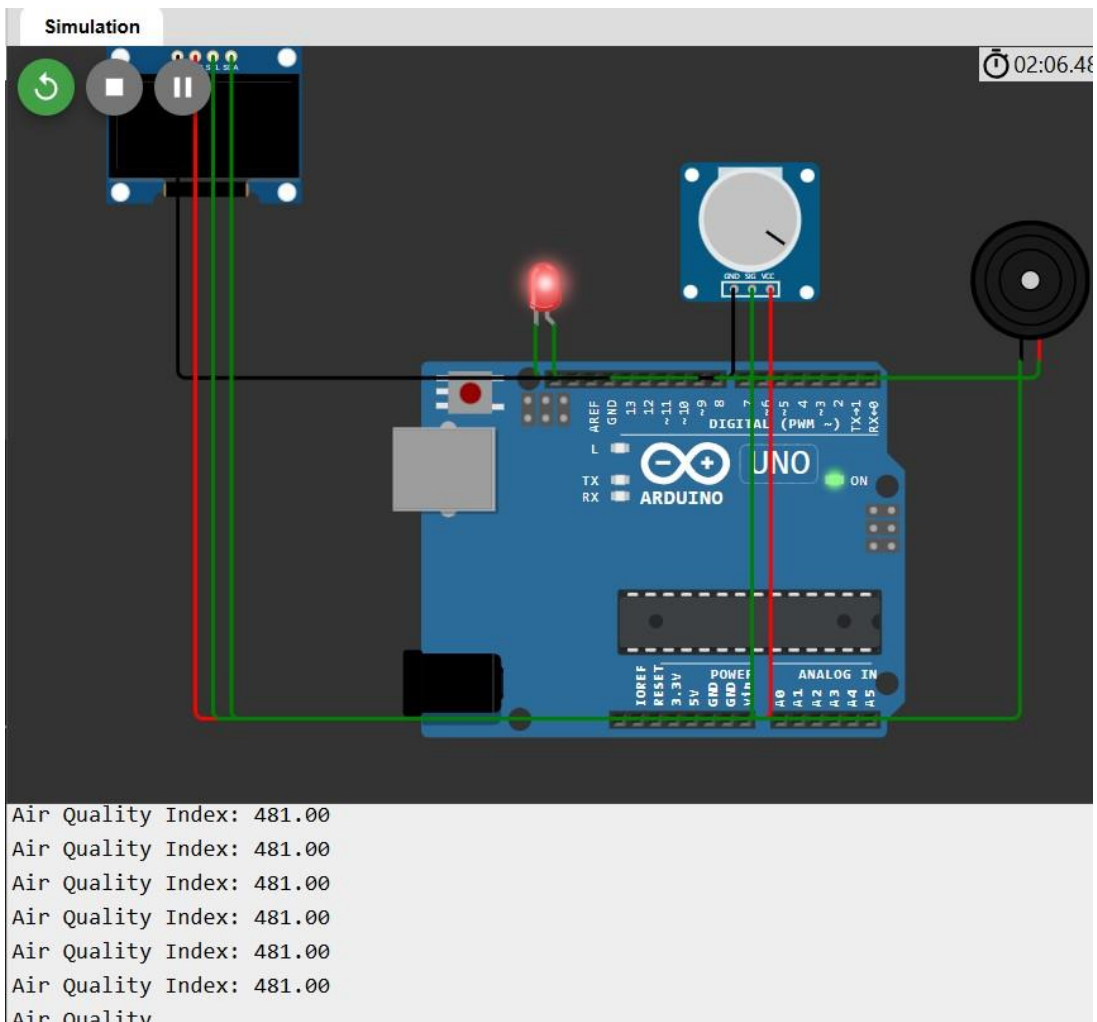 Simulation
02:06.48
GND SIG VCC
AREF
GND
13
12
~11
~10
~9
8
7
~6
~5
~4
~3
2
TX→1
RX←0
DIGITAL (PWM ~)
L
TX
RX
UNO
ON
ARDUINO
IOREF
RESET
3.3V
5V
GND
GND
Vin
POWER
ANALOG IN
A0
A1
A2
A3
A4
A5
Air Quality Index: 481.00
Air Quality Index: 481.00
Air Quality Index: 481.00
Air Quality Index: 481.00
Air Quality Index: 481.00
Air Quality Index: 481.00
Air Quality